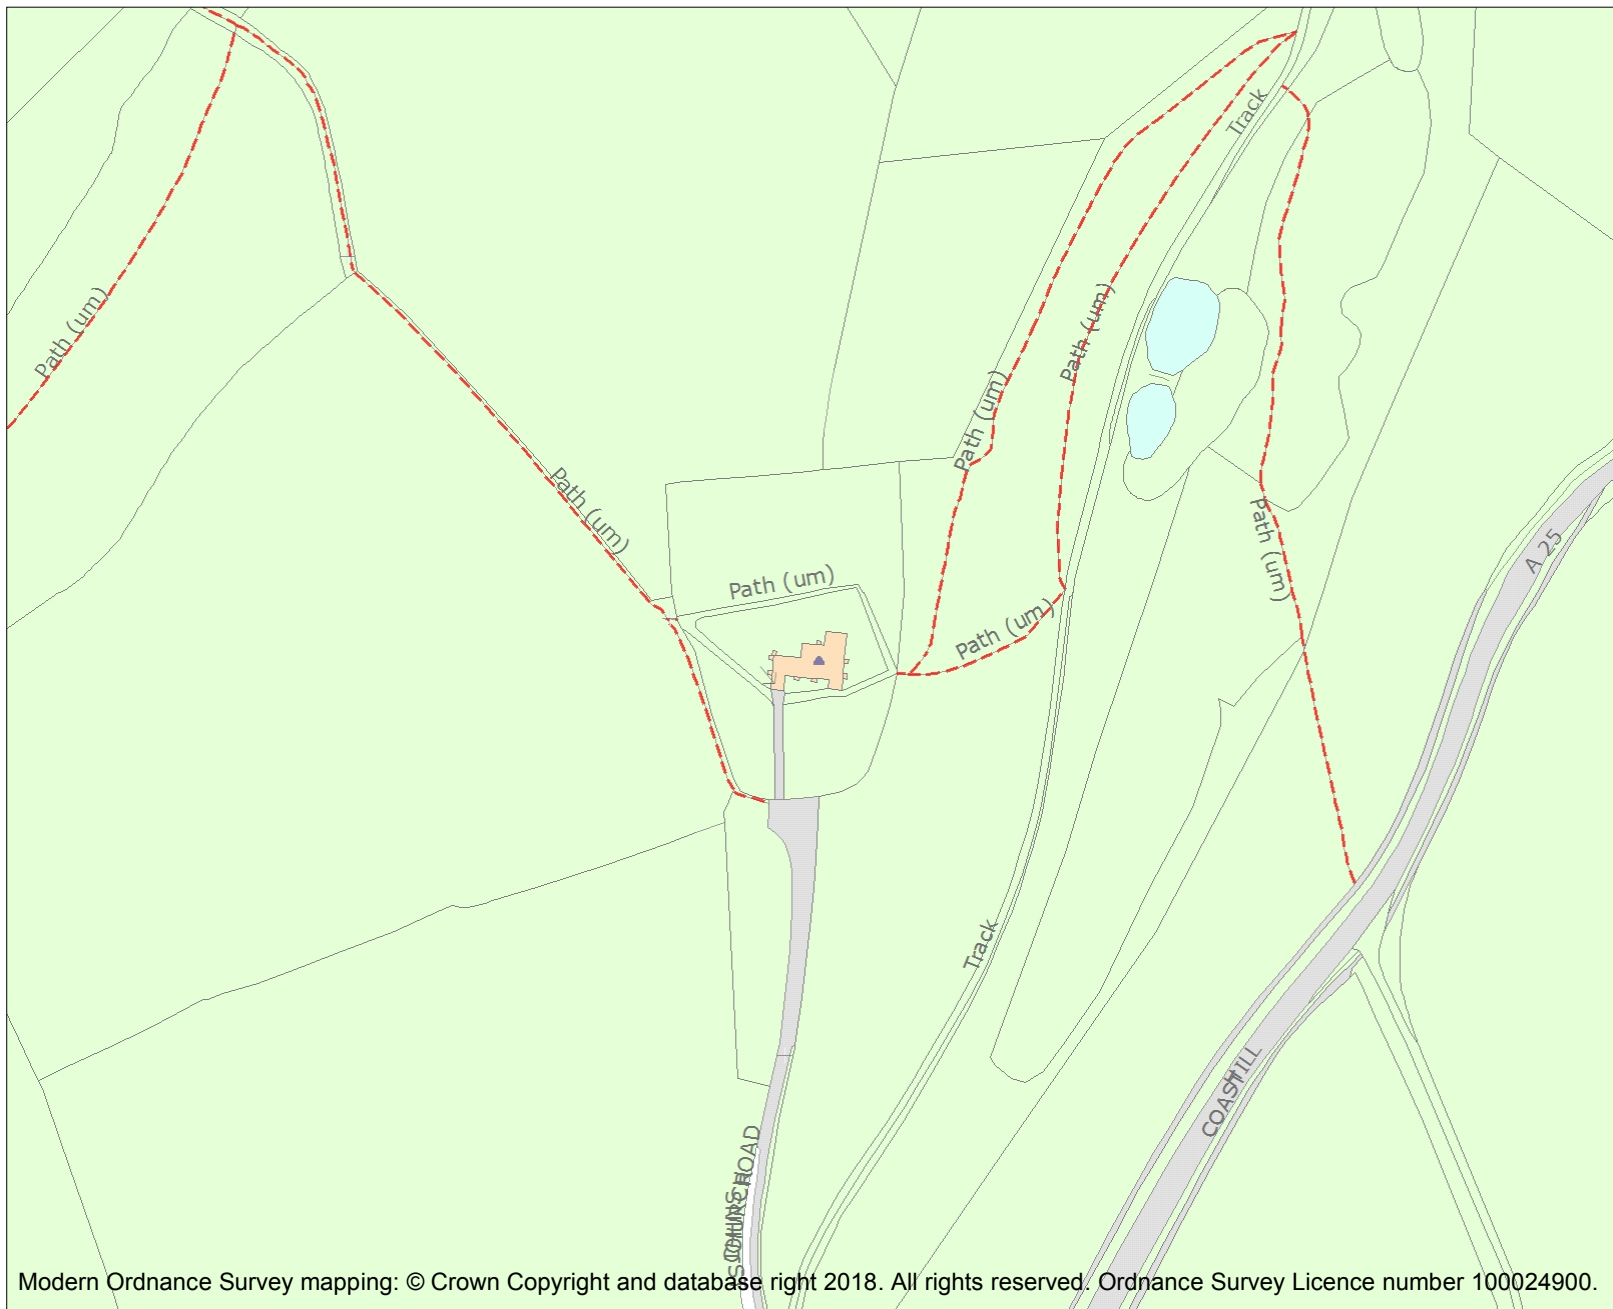 Track
Path (um)
Path (um)
Path (um)
Path (um)
Path (um)
A 25
Path (um)
Path (um)
Track
COAST HILL
ROAD
Modern Ordnance Survey mapping: © Crown Copyright and database right 2018. All rights reserved. Ordnance Survey Licence number 100024900.